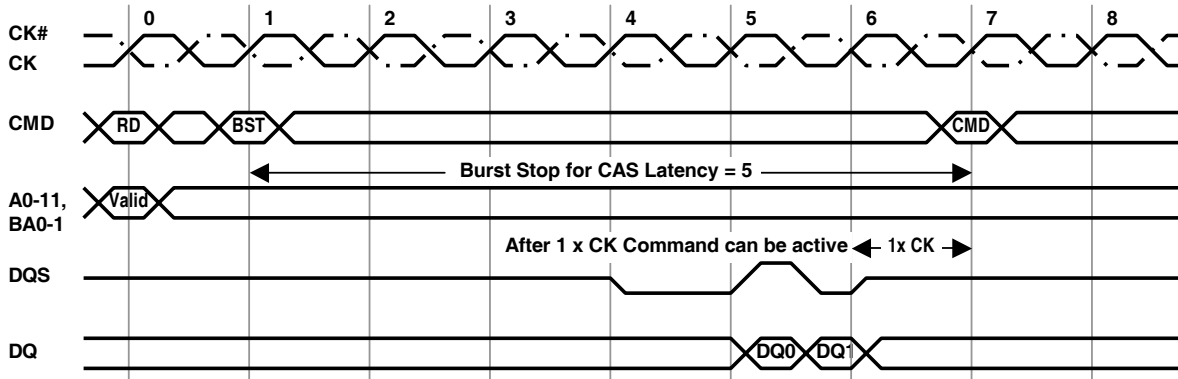 0 1 2 3 4 5 6 7 8
CK#
CK
CMD RD BST CMD
Burst Stop for CAS Latency = 5
A0-11, Valid
BA0-1
After 1 x CK Command can be active 1x CK
DQS
DQ DQ0 DQ1